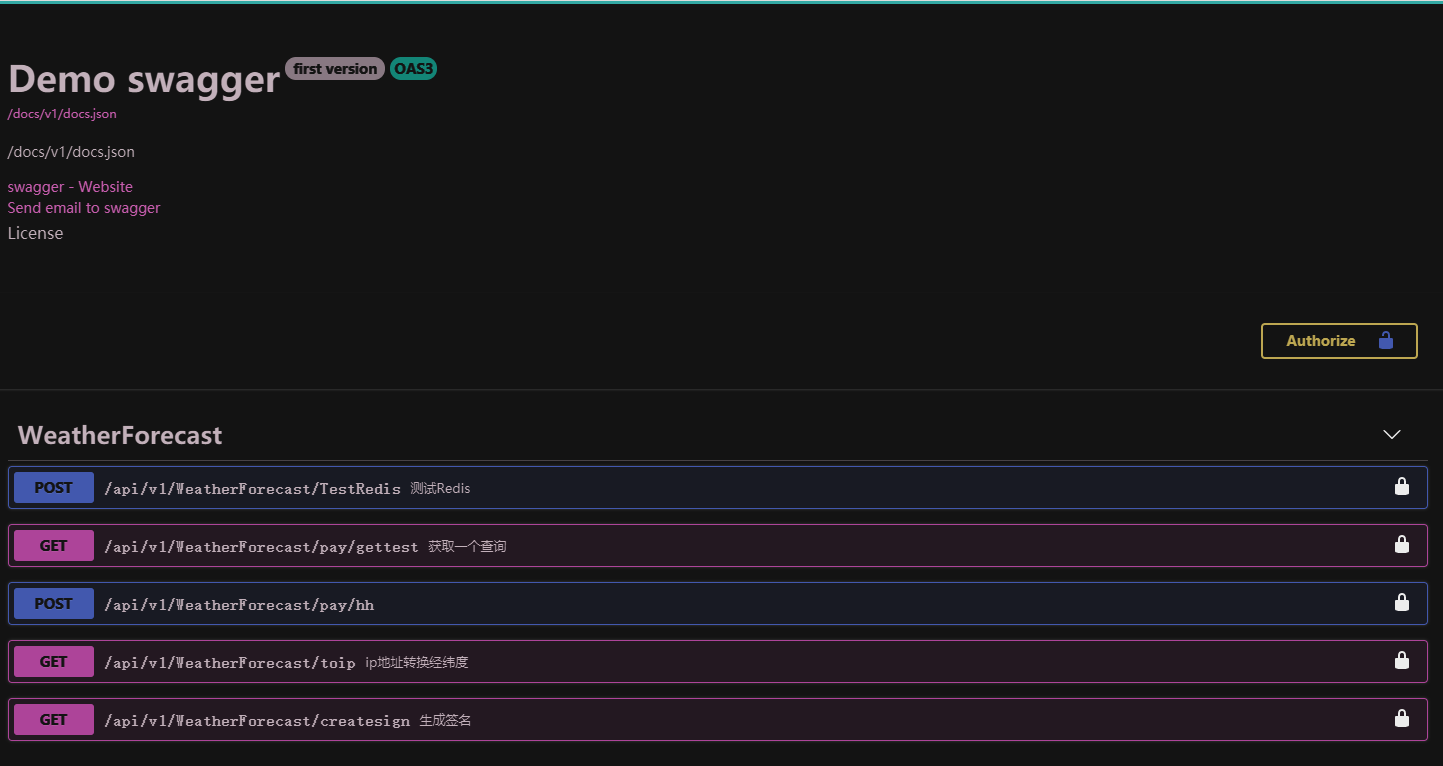 Demo swagger first version OAS3
/docs/v1/docs.json
/docs/v1/docs.json
swagger - Website
Send email to swagger
License
Authorize
WeatherForecast
POST /api/v1/WeatherForecast/TestRedis 测试Redis
GET /api/v1/WeatherForecast/pay/gettest 获取一个查询
POST /api/v1/WeatherForecast/pay/hh
GET /api/v1/WeatherForecast/toip ip地址转换经纬度
GET /api/v1/WeatherForecast/createsign 生成签名